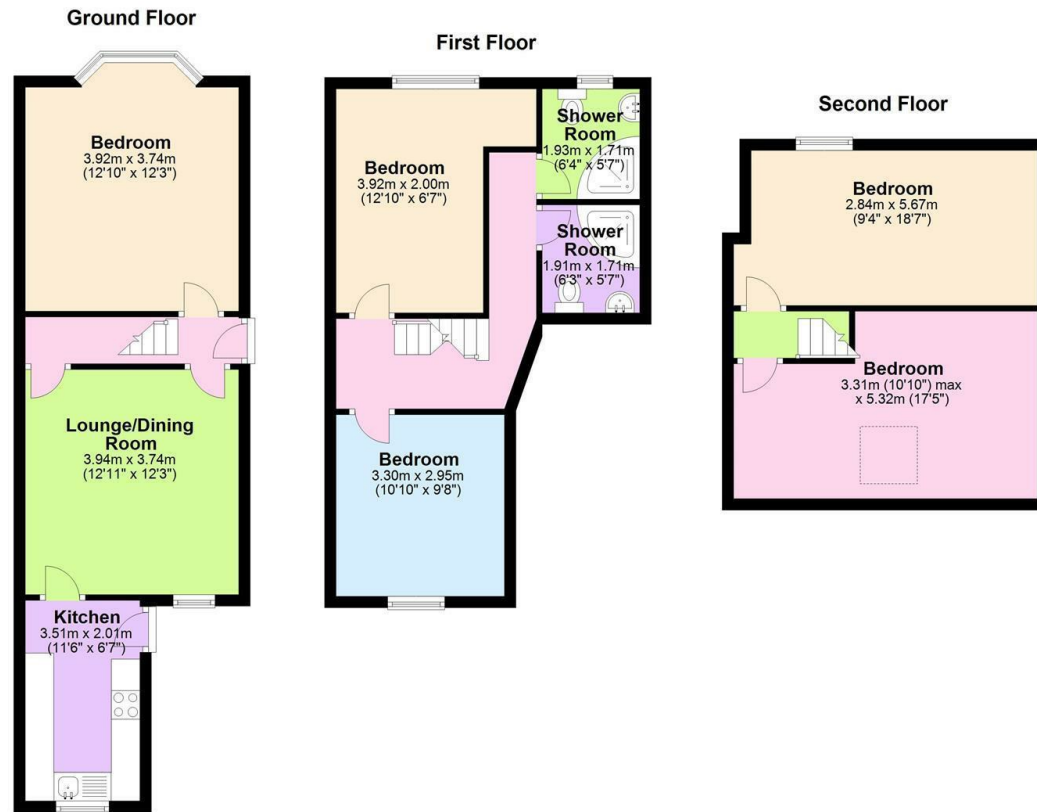 Ground Floor
Bedroom
3.92m x 3.74m
(12'10" x 12'3")
Lounge/Dining
Room
3.94m x 3.74m
(12'11" x 12'3")
Kitchen
3.51m x 2.01m
(11'6" x 6'7")
First Floor
Bedroom
3.92m x 2.00m
(12'10" x 6'7")
Shower
Room
1.93m x 1.71m
(6'4" x 5'7")
Shower
Room
1.91m x 1.71m
(6'3" x 5'7")
Bedroom
3.30m x 2.95m
(10'10" x 9'8")
Second Floor
Bedroom
2.84m x 5.67m
(9'4" x 18'7")
Bedroom
3.31m (10'10") max
x 5.32m (17'5")